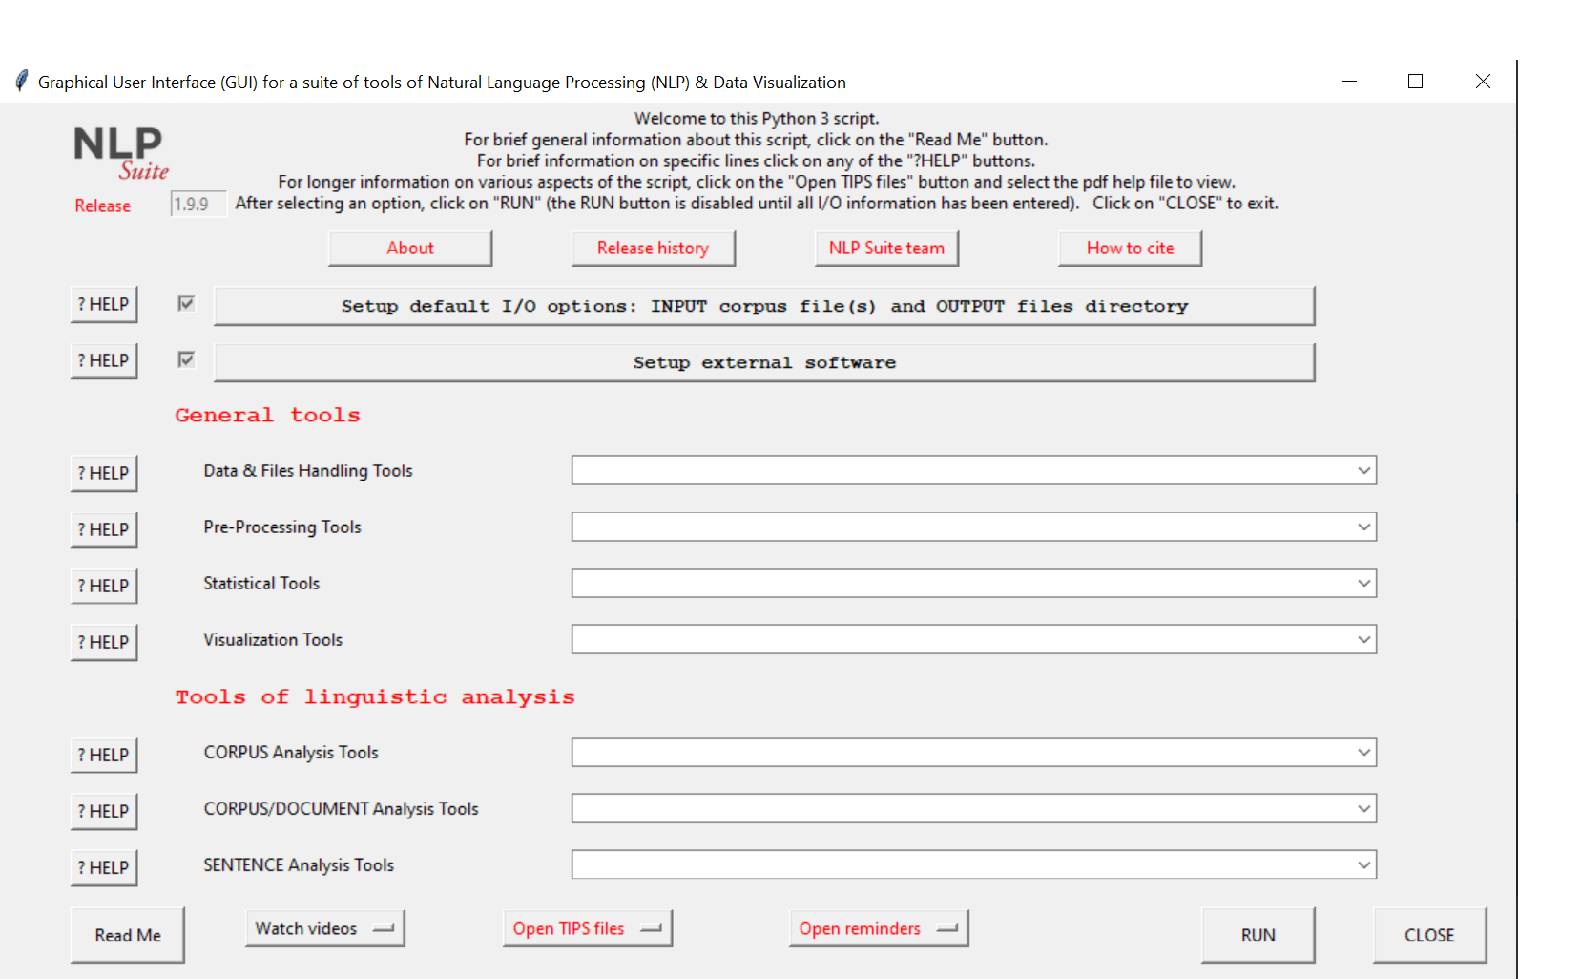 Graphical User Interface (GUI) for a suite of tools of Natural Language Processing (NLP) & Data Visualization
NLP
Suite
Welcome to this Python 3 script.
For brief general information about this script, click on the "Read Me" button.
For brief information on specific lines click on any of the "?HELP" buttons.
For longer information on various aspects of the script, click on the "Open TIPS files" button and select the pdf help file to view.
Release 1.9.9 After selecting an option, click on "RUN" (the RUN button is disabled until all I/O information has been entered). Click on "CLOSE" to exit.
About Release history NLP Suite team How to cite
? HELP Setup default I/O options: INPUT corpus file(s) and OUTPUT files directory
? HELP Setup external software
General tools
? HELP Data & Files Handling Tools
? HELP Pre-Processing Tools
? HELP Statistical Tools
? HELP Visualization Tools
Tools of linguistic analysis
? HELP CORPUS Analysis Tools
? HELP CORPUS/DOCUMENT Analysis Tools
? HELP SENTENCE Analysis Tools
Read Me Watch videos Open TIPS files Open reminders RUN CLOSE